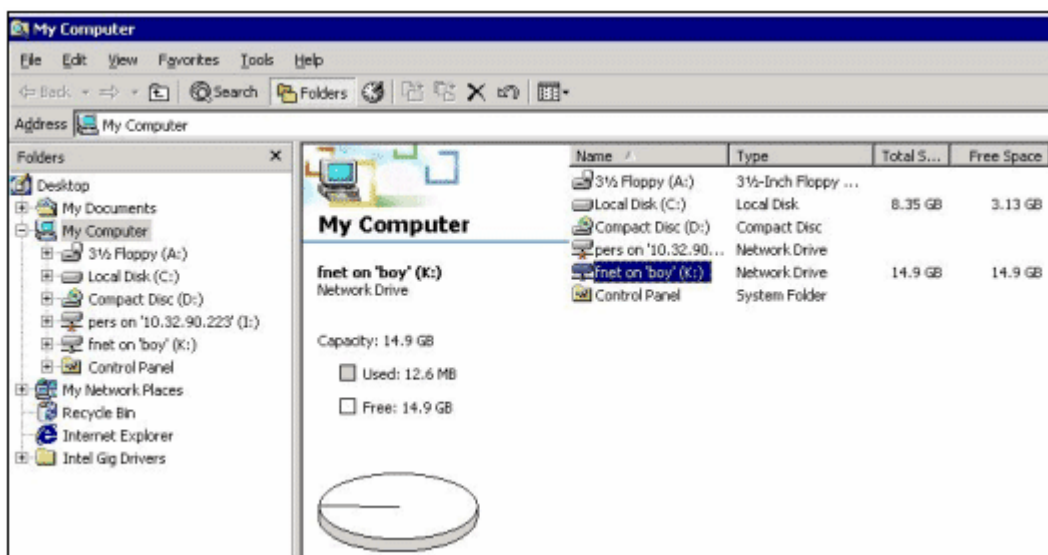 My Computer
File Edit View Favorites Tools Help
Back Search Folders
Address My Computer
Folders
Desktop
My Documents
My Computer
3½ Floppy (A:)
Local Disk (C:)
Compact Disc (D:)
pers on '10.32.90.223' (I:)
fnet on 'boy' (K:)
Control Panel
My Network Places
Recycle Bin
Internet Explorer
Intel Gig Drivers
My Computer
fnet on 'boy' (K:)
Network Drive
Capacity: 14.9 GB
Used: 12.6 MB
Free: 14.9 GB
Name Type Total S... Free Space
3½ Floppy (A:) 3½-Inch Floppy ...
Local Disk (C:) Local Disk 8.35 GB 3.13 GB
Compact Disc (D:) Compact Disc
pers on '10.32.90... Network Drive
fnet on 'boy' (K:) Network Drive 14.9 GB 14.9 GB
Control Panel System Folder